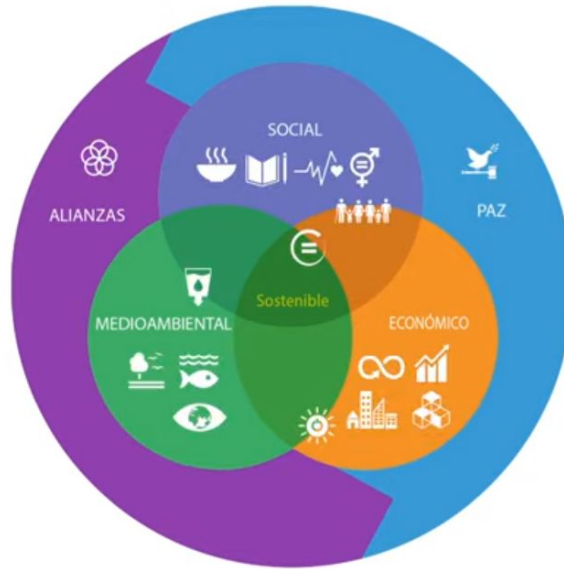 SOCIAL
ALIANZAS
PAZ
Sostenible
MEDIOAMBIENTAL
ECONÓMICO